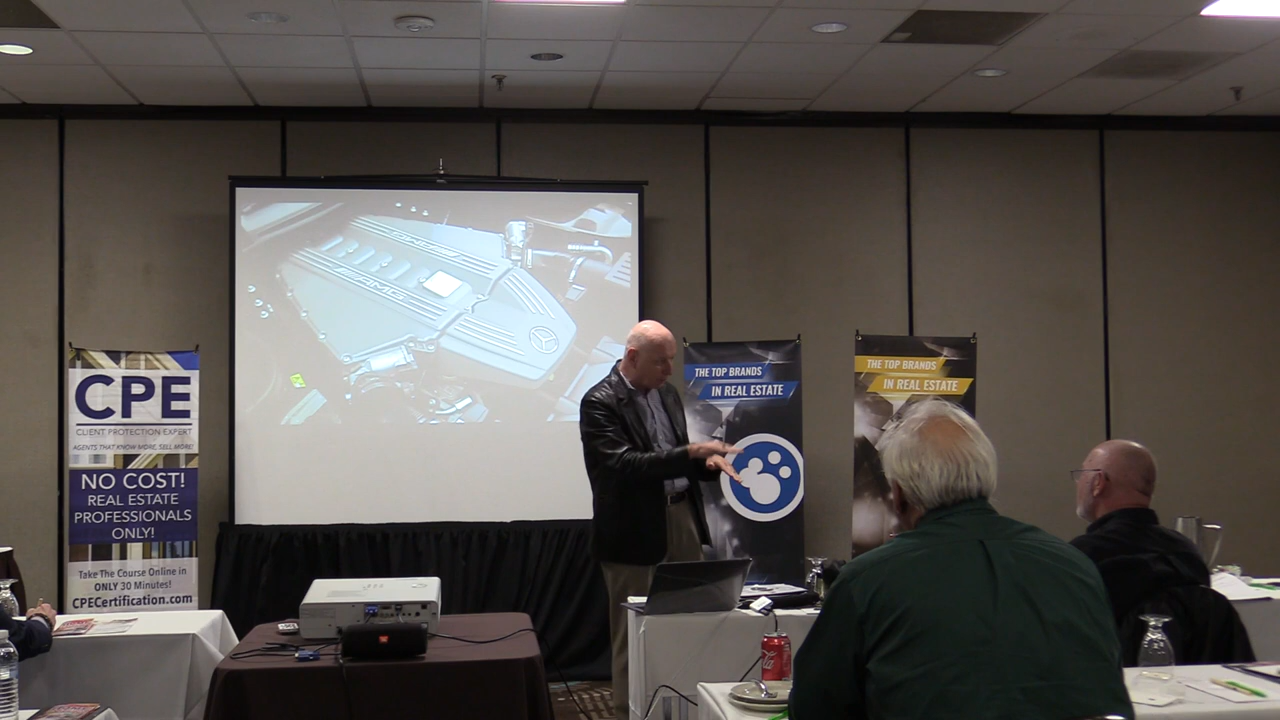 AMG
CPE
CLIENT PROTECTION EXPERT
AGENTS THAT KNOW MORE, SELL MORE!
NO COST!
REAL ESTATE
PROFESSIONALS
ONLY!
Take The Course Online in
ONLY 30 Minutes!
CPECertification.com
THE TOP BRANDS
IN REAL ESTATE
THE TOP BRANDS
IN REAL ESTATE
JBL